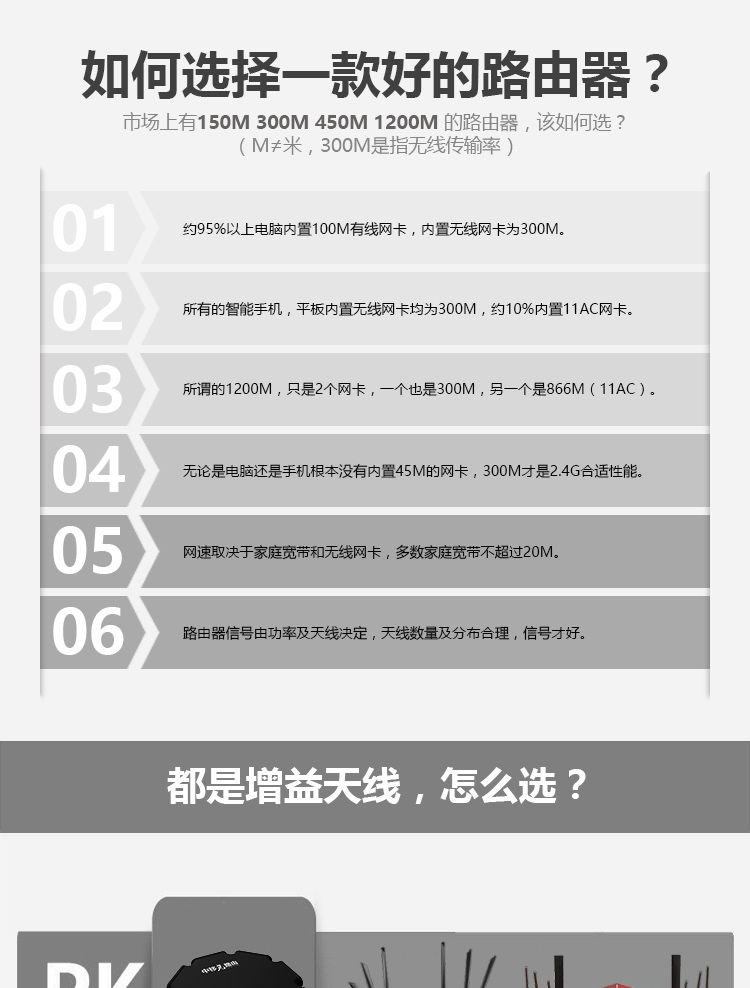 如何选择一款好的路由器？
市场上有150M 300M 450M 1200M 的路由器，该如何选？
（M≠米，300M是指无线传输率）
01
约95%以上电脑内置100M有线网卡，内置无线网卡为300M。
02
所有的智能手机，平板内置无线网卡均为300M，约10%内置11AC网卡。
03
所谓的1200M，只是2个网卡，一个也是300M，另一个是866M（11AC）。
04
无论是电脑还是手机根本没有内置45M的网卡，300M才是2.4G合适性能。
05
网速取决于家庭宽带和无线网卡，多数家庭宽带不超过20M。
06
路由器信号由功率及天线决定，天线数量及分布合理，信号才好。
都是增益天线，怎么选？
PK